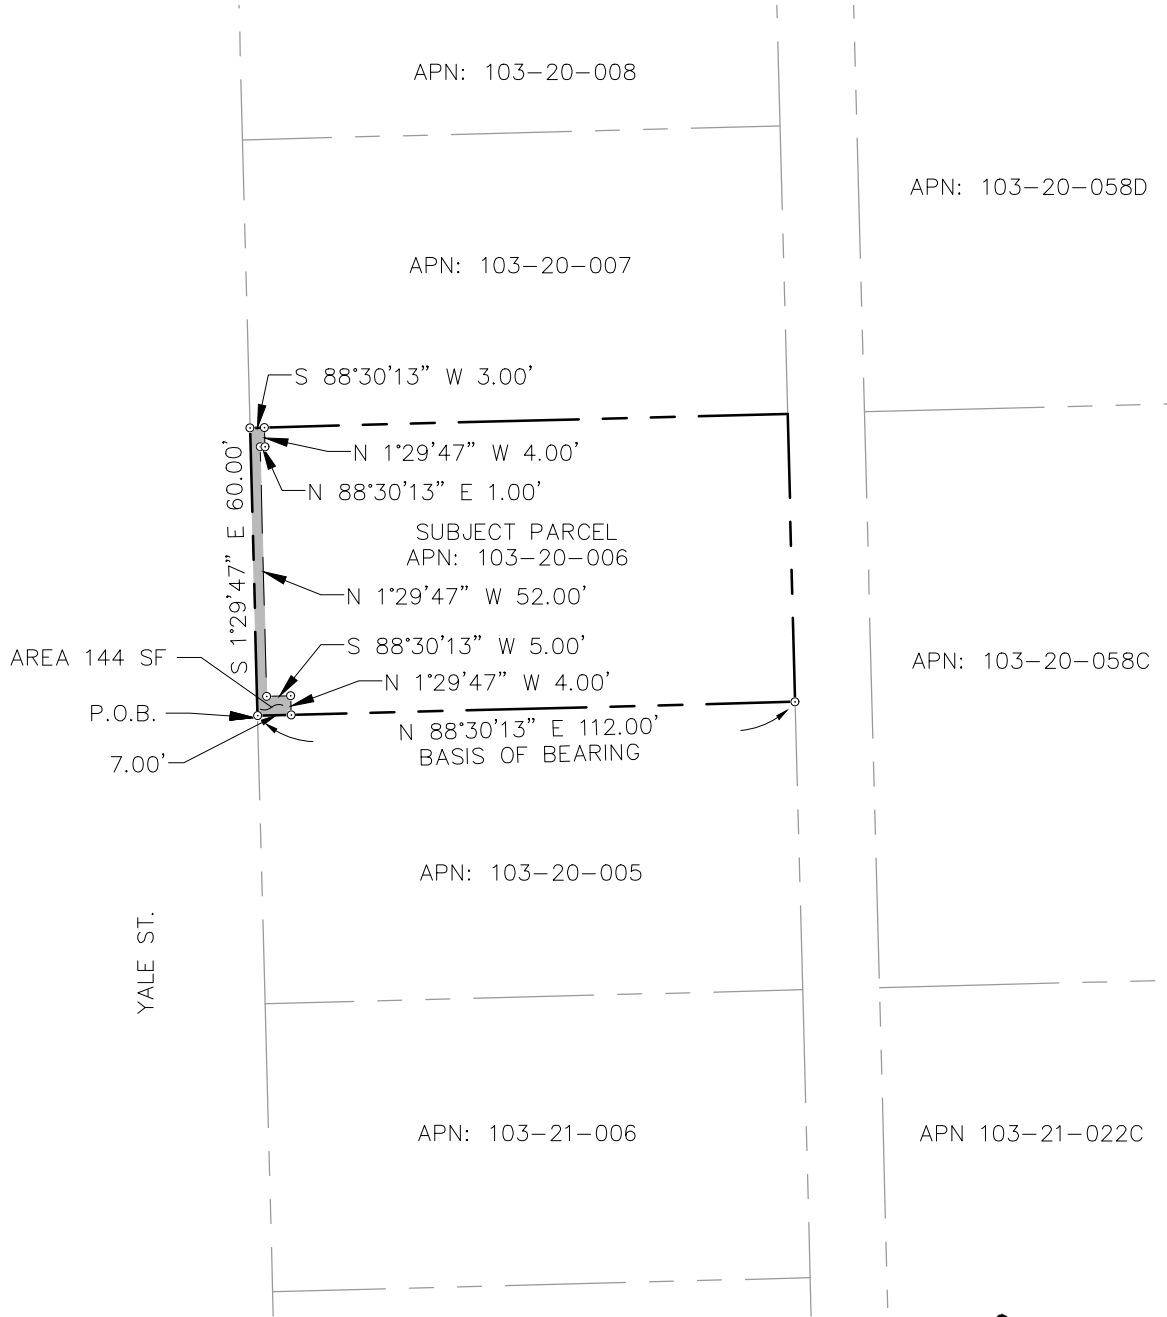 APN: 103-20-008
APN: 103-20-058D
APN: 103-20-007
S 88°30'13" W 3.00'
N 1°29'47" W 4.00'
N 88°30'13" E 1.00'
S 1°29'47" E 60.00'
SUBJECT PARCEL
APN: 103-20-006
N 1°29'47" W 52.00'
S 88°30'13" W 5.00'
AREA 144 SF
APN: 103-20-058C
N 1°29'47" W 4.00'
P.O.B.
N 88°30'13" E 112.00'
BASIS OF BEARING
7.00'
APN: 103-20-005
YALE ST.
APN: 103-21-006
APN 103-21-022C